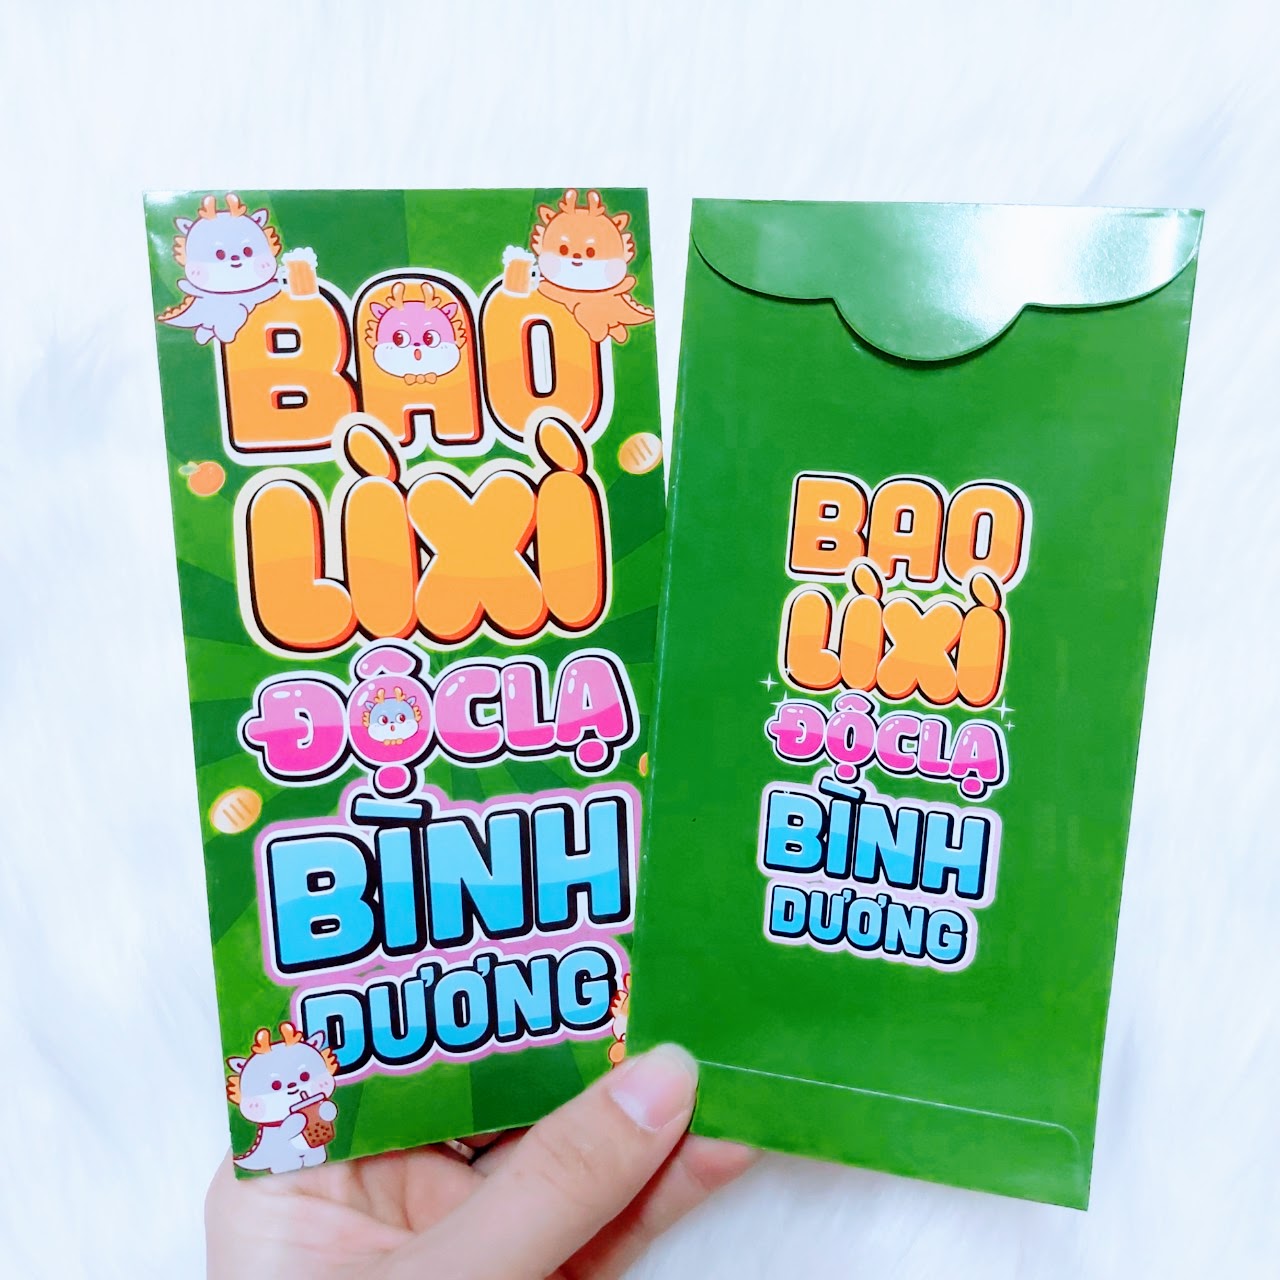 BAO
LÌXÌ
ĐỘCLẠ
BÌNH
DƯƠNG
BAO
LÌXÌ
ĐỘCLẠ
BÌNH
DƯƠNG